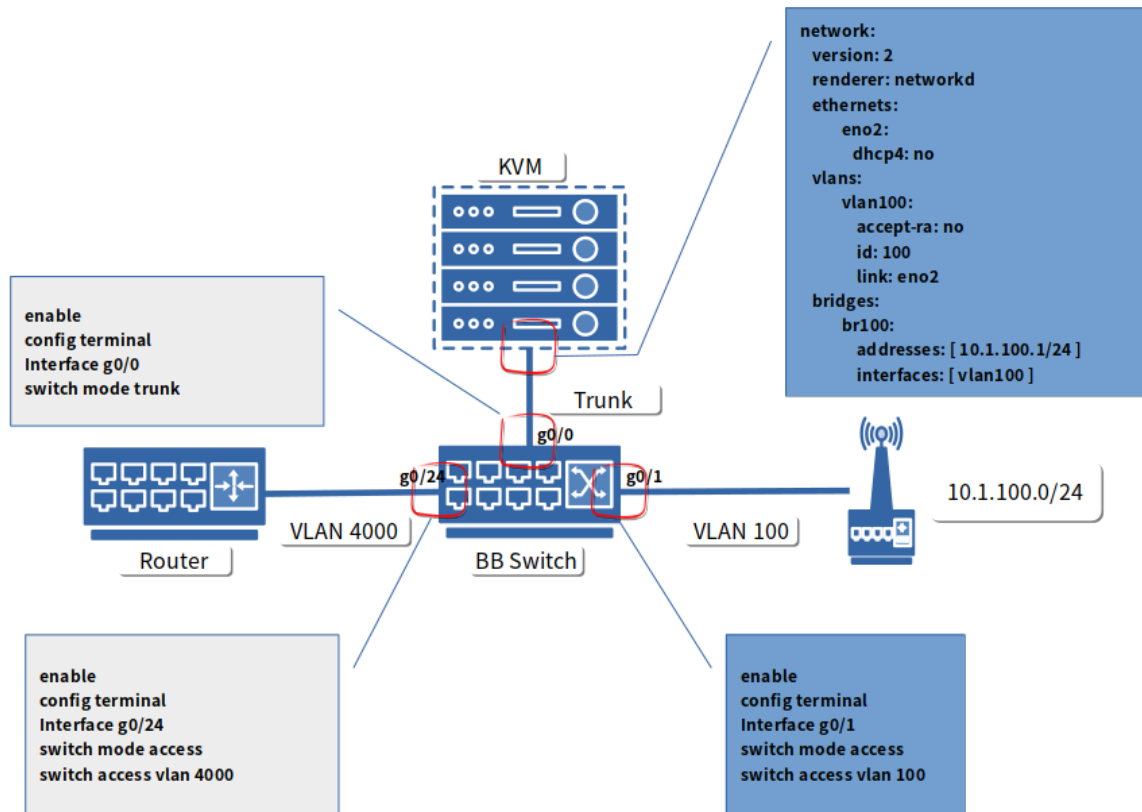 network:
version: 2
renderer: networkd
ethernets:
eno2:
dhcp4: no
vlans:
vlan100:
accept-ra: no
id: 100
link: eno2
bridges:
br100:
addresses: [ 10.1.100.1/24 ]
interfaces: [ vlan100 ]
KVM
enable
config terminal
Interface g0/0
switch mode trunk
Trunk
g0/0
g0/24
g0/1
10.1.100.0/24
VLAN 4000
VLAN 100
Router
BB Switch
enable
config terminal
Interface g0/24
switch mode access
switch access vlan 4000
enable
config terminal
Interface g0/1
switch mode access
switch access vlan 100